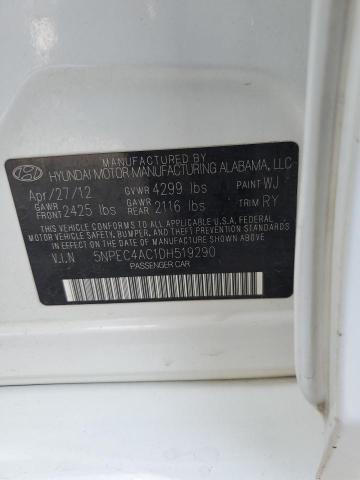 MANUFACTURED BY
HYUNDAI MOTOR MANUFACTURING ALABAMA, LLC
Apr/27/12 GVWR 4299 lbs PAINT WJ
GAWR FRONT 2425 lbs GAWR REAR 2116 lbs TRIM RY
THIS VEHICLE CONFORMS TO ALL APPLICABLE U.S.A. FEDERAL
MOTOR VEHICLE SAFETY, BUMPER, AND THEFT PREVENTION
STANDARDS IN EFFECT ON THE DATE OF MANUFACTURE SHOWN ABOVE.
V.I.N 5NPEC4AC1DH519290
PASSENGER CAR